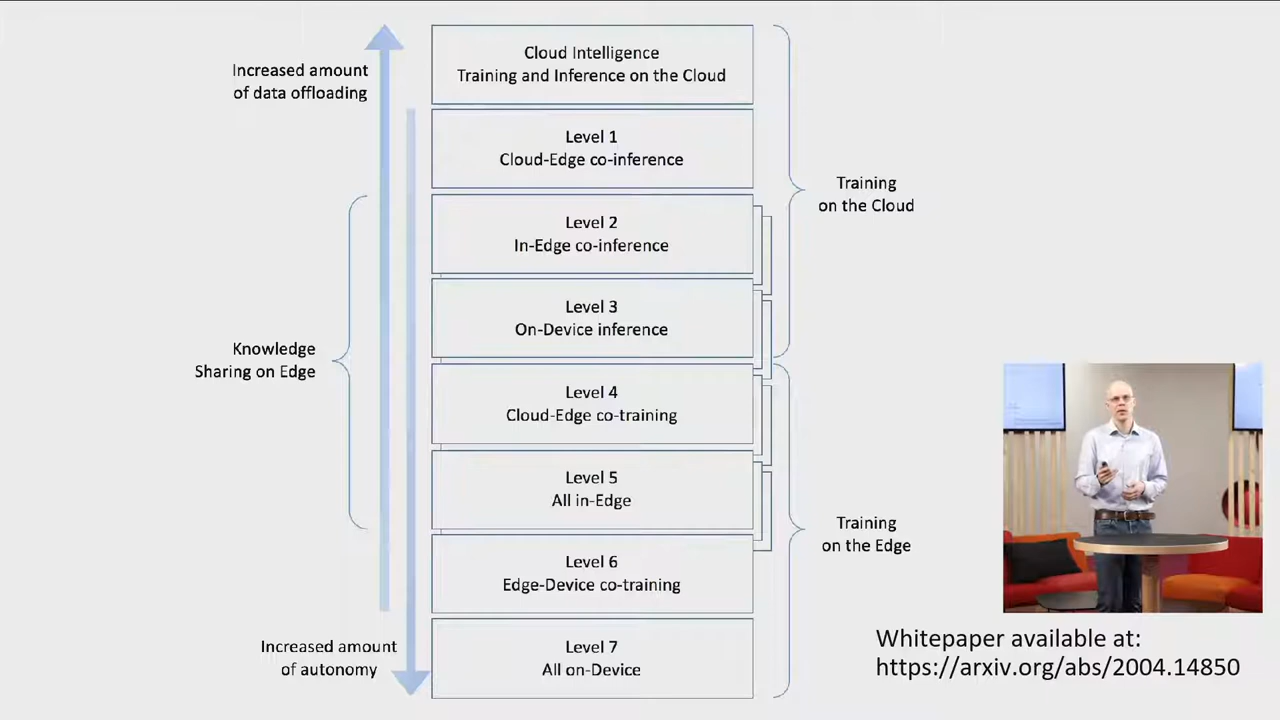 Increased amount
of data offloading
Cloud Intelligence
Training and Inference on the Cloud
Level 1
Cloud-Edge co-inference
Training
on the Cloud
Level 2
In-Edge co-inference
Level 3
On-Device inference
Knowledge
Sharing on Edge
Level 4
Cloud-Edge co-training
Level 5
All in-Edge
Training
on the Edge
Level 6
Edge-Device co-training
Increased amount
of autonomy
Level 7
All on-Device
Whitepaper available at:
https://arxiv.org/abs/2004.14850